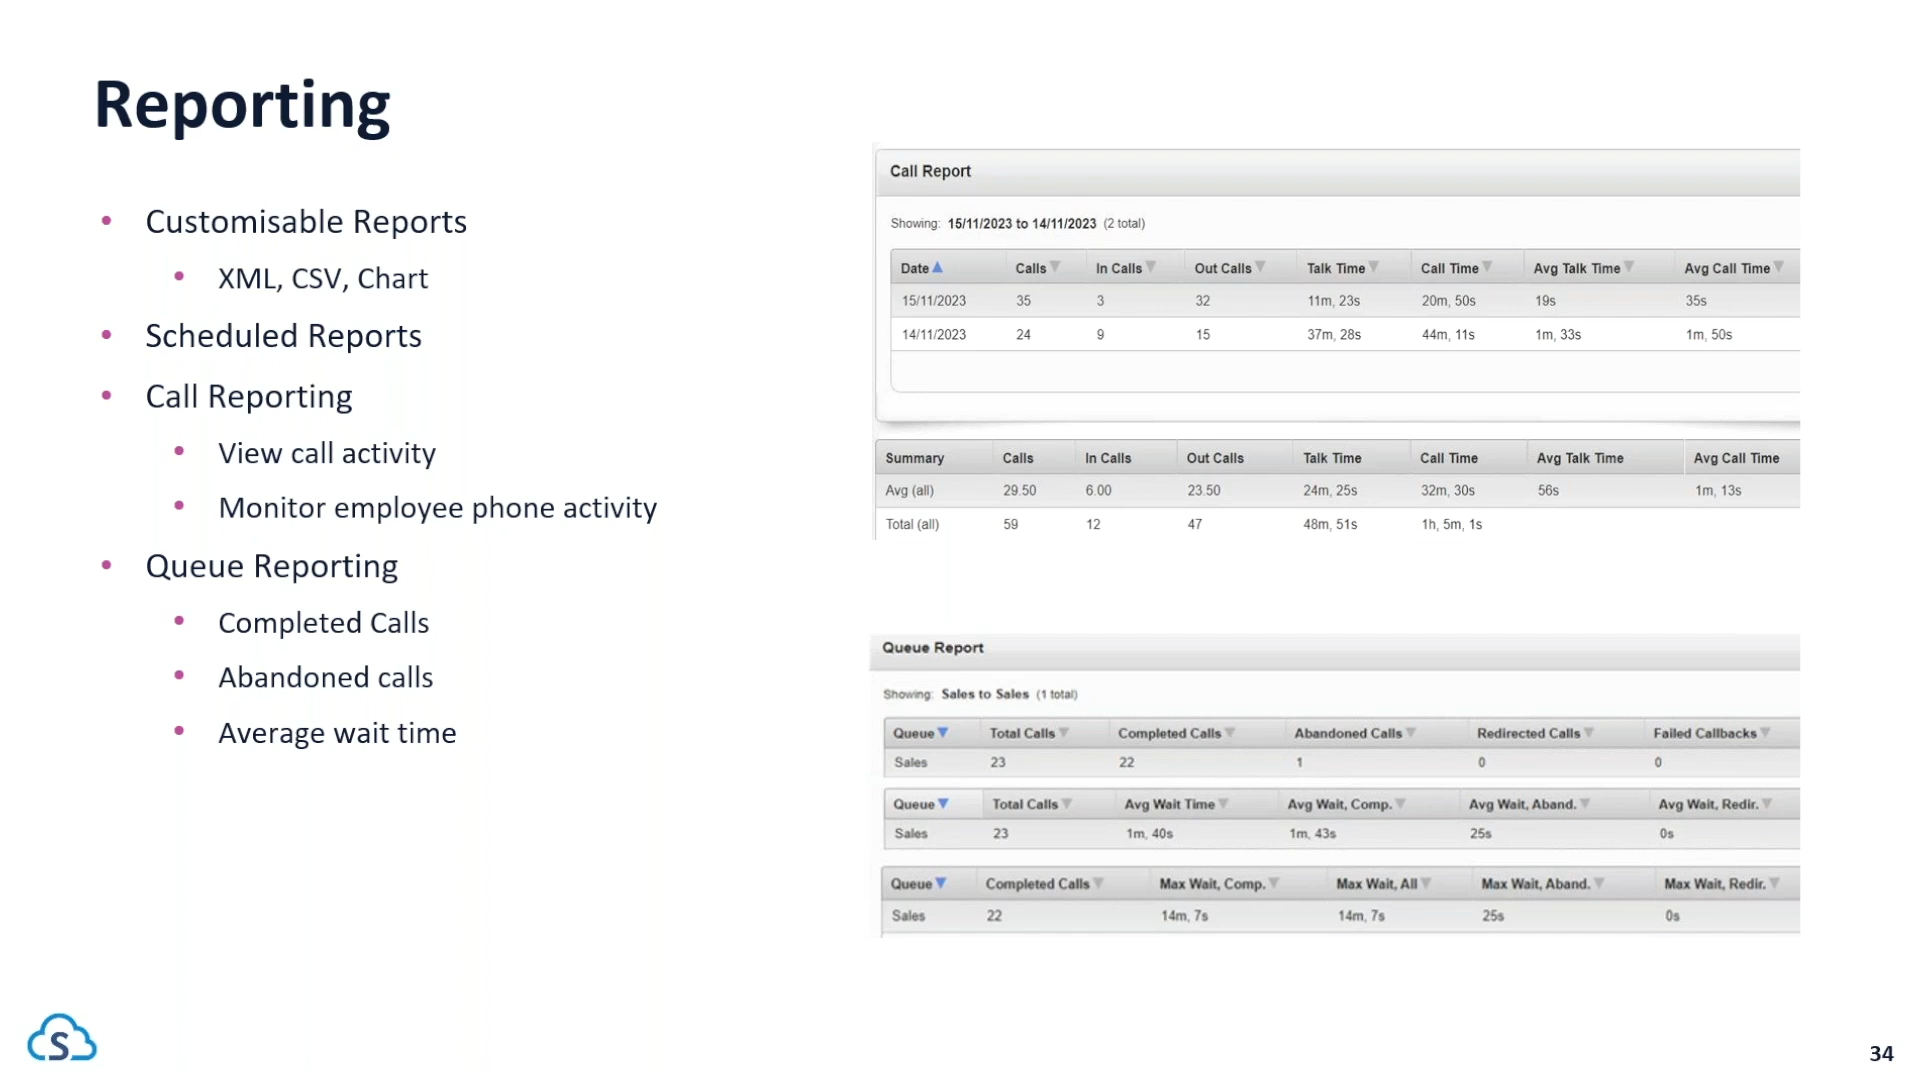 Reporting
• Customisable Reports
• XML, CSV, Chart
• Scheduled Reports
• Call Reporting
• View call activity
• Monitor employee phone activity
• Queue Reporting
• Completed Calls
• Abandoned calls
• Average wait time
Call Report
Showing: 15/11/2023 to 14/11/2023 (2 total)
Date Calls In Calls Out Calls Talk Time Call Time Avg Talk Time Avg Call Time
15/11/2023 35 3 32 11m, 23s 20m, 50s 19s 35s
14/11/2023 24 9 15 37m, 28s 44m, 11s 1m, 33s 1m, 50s
Summary Calls In Calls Out Calls Talk Time Call Time Avg Talk Time Avg Call Time
Avg (all) 29.50 6.00 23.50 24m, 25s 32m, 30s 56s 1m, 13s
Total (all) 59 12 47 48m, 51s 1h, 5m, 1s
Queue Report
Showing: Sales to Sales (1 total)
Queue Total Calls Completed Calls Abandoned Calls Redirected Calls Failed Callbacks
Sales 23 22 1 0 0
Queue Total Calls Avg Wait Time Avg Wait, Comp. Avg Wait, Aband. Avg Wait, Redir.
Sales 23 1m, 40s 1m, 43s 25s 0s
Queue Completed Calls Max Wait, Comp. Max Wait, All Max Wait, Aband. Max Wait, Redir.
Sales 22 14m, 7s 14m, 7s 25s 0s
S
34